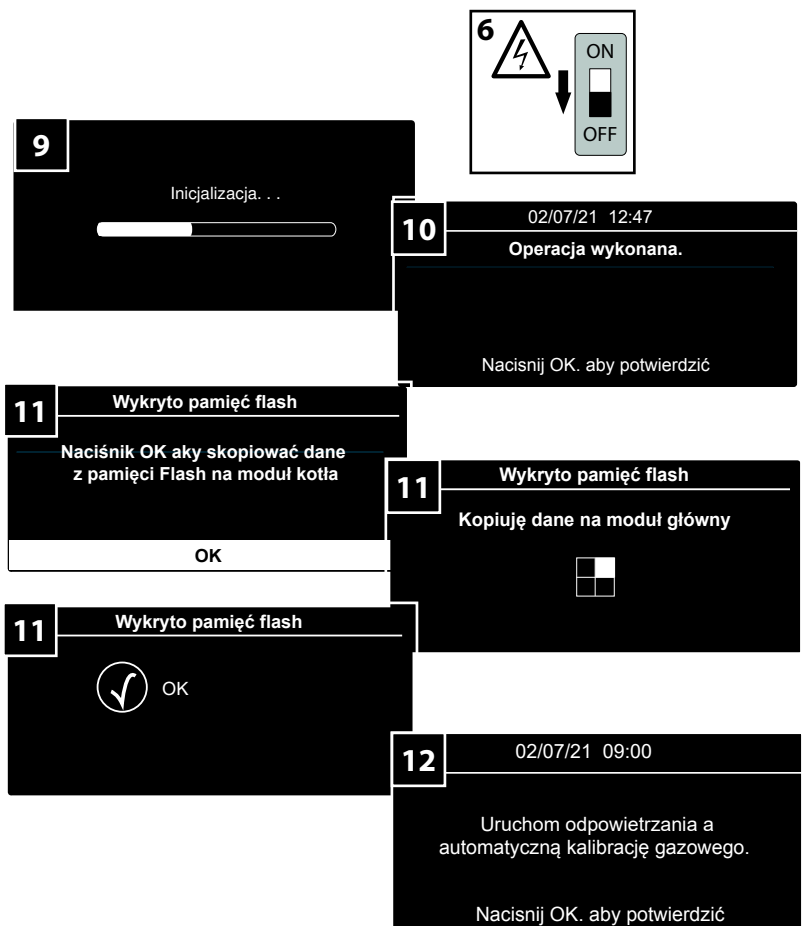 6
ON
OFF
9
Inicjalizacja. . .
10
02/07/21 12:47
Operacja wykonana.
Nacisnij OK. aby potwierdzić
11
Wykryto pamięć flash
Naciśnik OK aky skopiować dane
z pamięci Flash na moduł kotła
OK
11
Wykryto pamięć flash
Kopiuję dane na moduł główny
11
Wykryto pamięć flash
OK
12
02/07/21 09:00
Uruchom odpowietrzania a
automatyczną kalibrację gazowego.
Nacisnij OK. aby potwierdzić